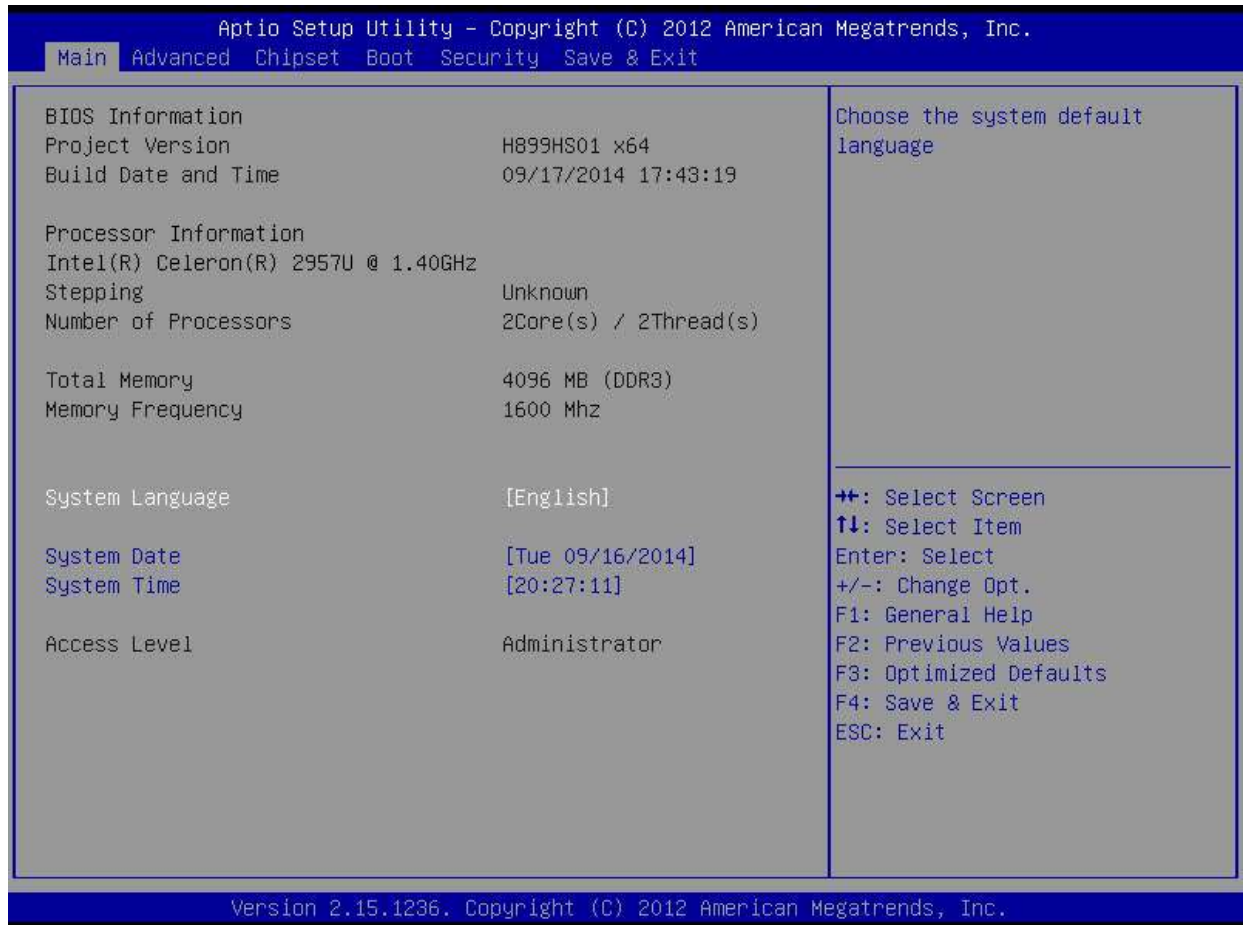 Aptio Setup Utility – Copyright (C) 2012 American Megatrends, Inc.
Main Advanced Chipset Boot Security Save & Exit
BIOS Information
Project Version H899HS01 x64
Build Date and Time 09/17/2014 17:43:19
Processor Information
Intel(R) Celeron(R) 2957U @ 1.40GHz
Stepping Unknown
Number of Processors 2Core(s) / 2Thread(s)
Total Memory 4096 MB (DDR3)
Memory Frequency 1600 Mhz
System Language [English]
System Date [Tue 09/16/2014]
System Time [20:27:11]
Access Level Administrator
Choose the system default
language
→←: Select Screen
↑↓: Select Item
Enter: Select
+/-: Change Opt.
F1: General Help
F2: Previous Values
F3: Optimized Defaults
F4: Save & Exit
ESC: Exit
Version 2.15.1236. Copyright (C) 2012 American Megatrends, Inc.